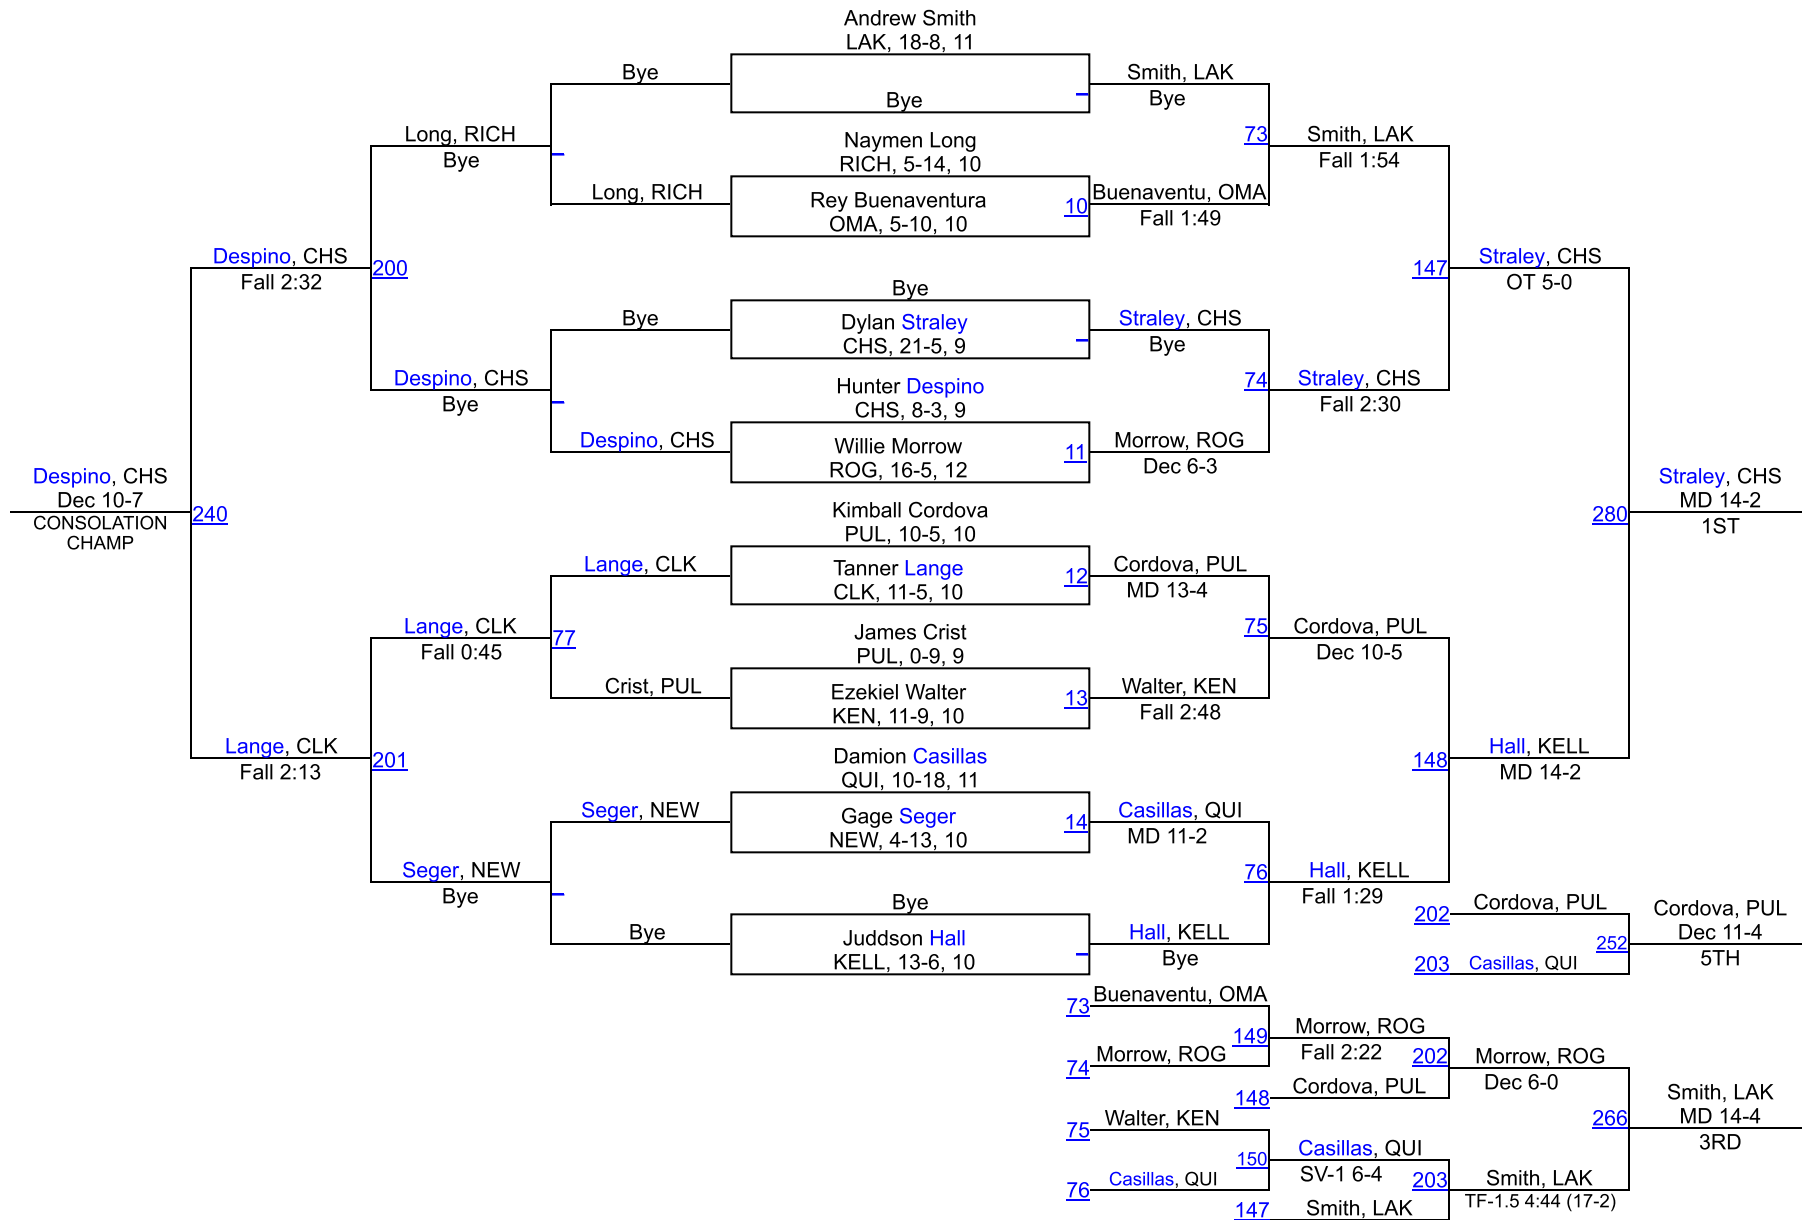 Andrew Smith
LAK, 18-8, 11
Bye
Bye
Smith, LAK
Bye
Long, RICH
Bye
Naymen Long
RICH, 5-14, 10
73
Smith, LAK
Fall 1:54
Long, RICH
Rey Buenaventura
OMA, 5-10, 10
10
Buenaventu, OMA
Fall 1:49
Despino, CHS
Fall 2:32
200
147
Straley, CHS
OT 5-0
Bye
Bye
Dylan Straley
CHS, 21-5, 9
Straley, CHS
Bye
Despino, CHS
Bye
Hunter Despino
CHS, 8-3, 9
74
Straley, CHS
Fall 2:30
Despino, CHS
Willie Morrow
ROG, 16-5, 12
11
Morrow, ROG
Dec 6-3
Despino, CHS
Dec 10-7
CONSOLATION
CHAMP
240
Kimball Cordova
PUL, 10-5, 10
280
Straley, CHS
MD 14-2
1ST
Lange, CLK
Tanner Lange
CLK, 11-5, 10
12
Cordova, PUL
MD 13-4
Lange, CLK
Fall 0:45
77
James Crist
PUL, 0-9, 9
75
Cordova, PUL
Dec 10-5
Crist, PUL
Ezekiel Walter
KEN, 11-9, 10
13
Walter, KEN
Fall 2:48
Lange, CLK
Fall 2:13
201
Damion Casillas
QUI, 10-18, 11
148
Hall, KELL
MD 14-2
Seger, NEW
Gage Seger
NEW, 4-13, 10
14
Casillas, QUI
MD 11-2
Seger, NEW
Bye
76
Hall, KELL
Fall 1:29
Bye
Bye
Juddson Hall
KELL, 13-6, 10
Hall, KELL
Bye
202
Cordova, PUL
252
203
Casillas, QUI
Cordova, PUL
Dec 11-4
5TH
73
Buenaventu, OMA
74
Morrow, ROG
149
Morrow, ROG
Fall 2:22
148
Cordova, PUL
202
Morrow, ROG
Dec 6-0
75
Walter, KEN
76
Casillas, QUI
150
Casillas, QUI
SV-1 6-4
147
Smith, LAK
203
Smith, LAK
TF-1.5 4:44 (17-2)
266
Smith, LAK
MD 14-4
3RD